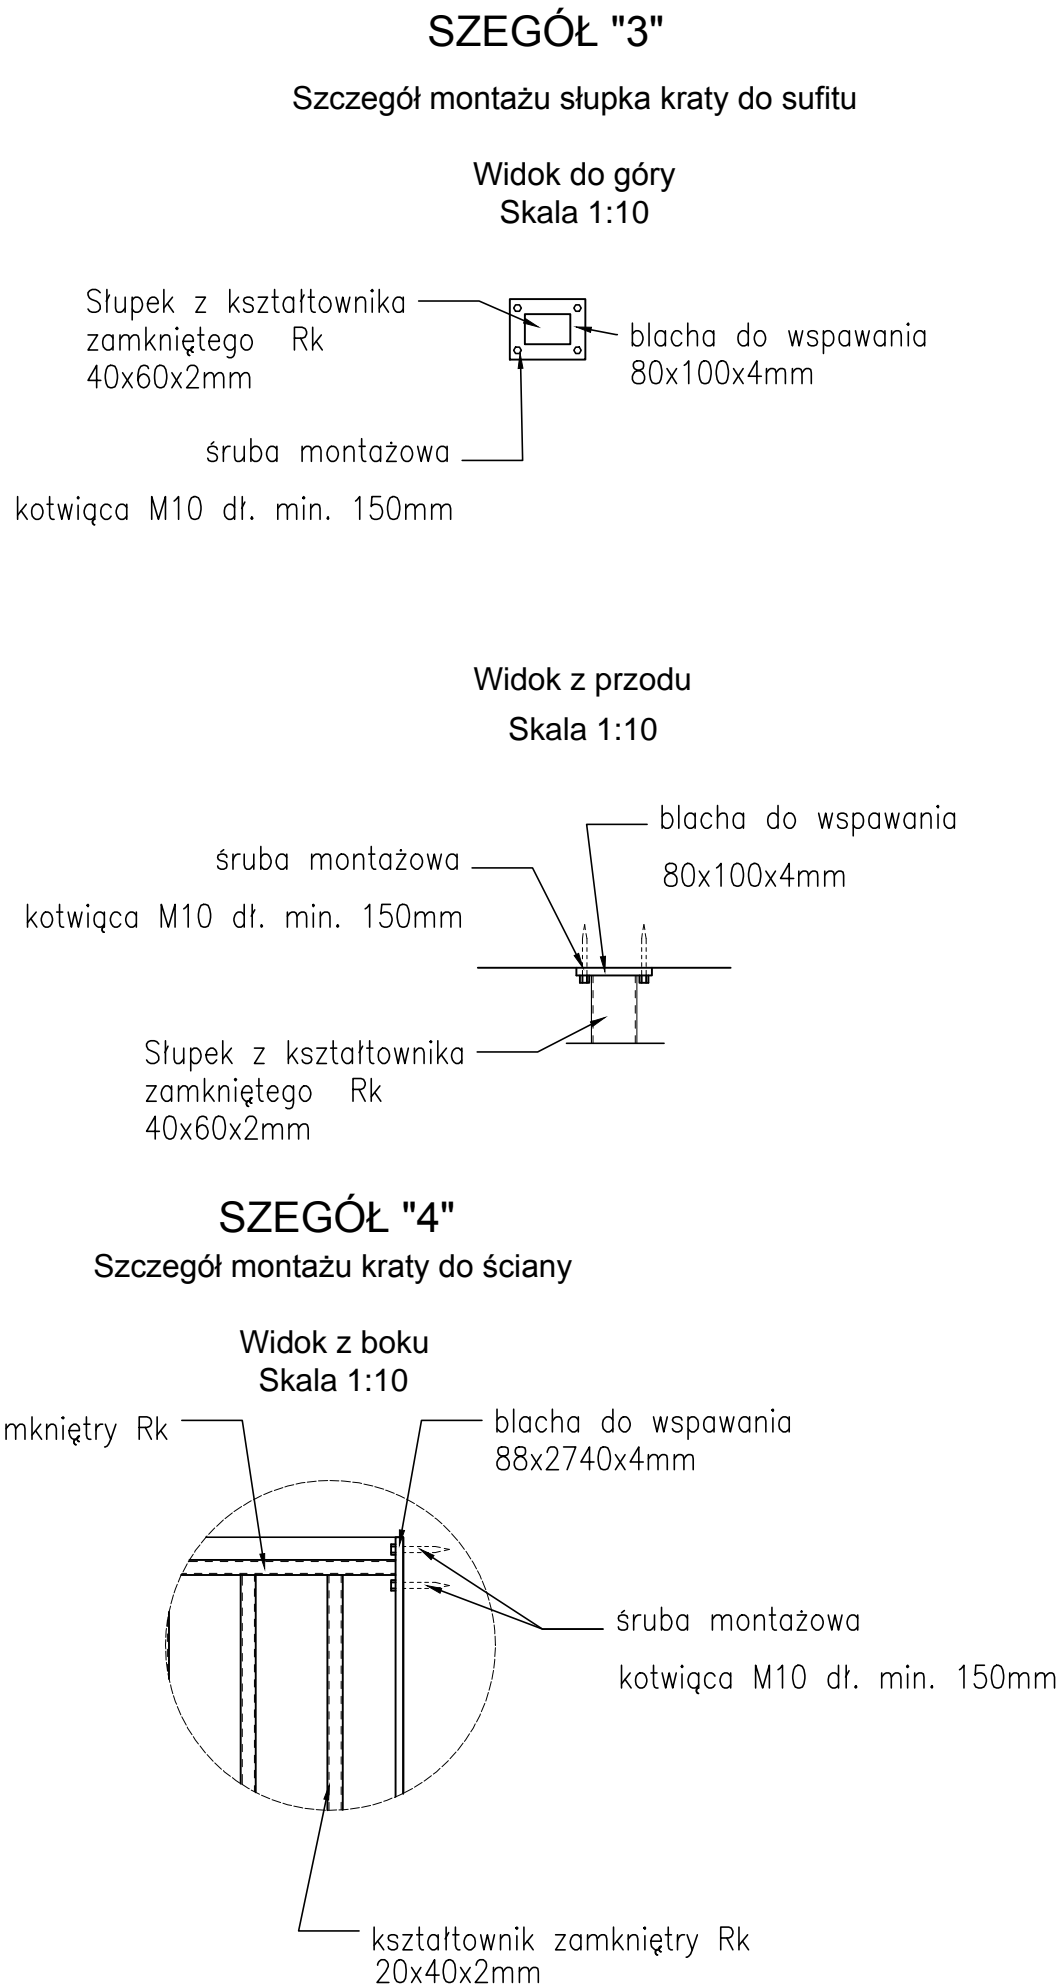 SZEGÓŁ "3"
Szczegół montażu słupka kraty do sufitu
Widok do góry
Skala 1:10
Słupek z kształtownika
zamkniętego Rk
40x60x2mm
blacha do wspawania
80x100x4mm
śruba montażowa
kotwiąca M10 dł. min. 150mm
Widok z przodu
Skala 1:10
blacha do wspawania
80x100x4mm
śruba montażowa
kotwiąca M10 dł. min. 150mm
Słupek z kształtownika
zamkniętego Rk
40x60x2mm
SZEGÓŁ "4"
Szczegół montażu kraty do ściany
Widok z boku
Skala 1:10
mkniętry Rk
blacha do wspawania
88x2740x4mm
śruba montażowa
kotwiąca M10 dł. min. 150mm
kształtownik zamkniętry Rk
20x40x2mm